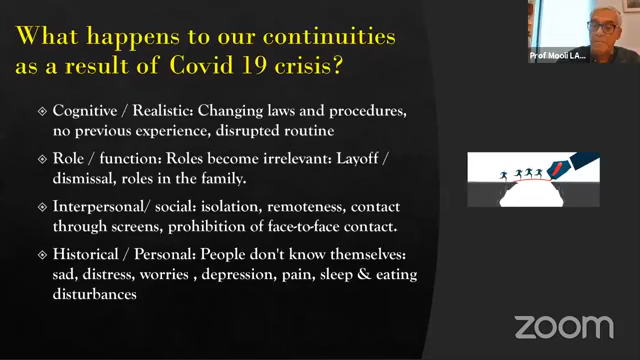 What happens to our continuities
as a result of Covid 19 crisis?
Prof Mooli LA...
Cognitive / Realistic: Changing laws and procedures,
no previous experience, disrupted routine
Role / function: Roles become irrelevant: Layoff /
dismissal, roles in the family.
Interpersonal/ social: isolation, remoteness, contact
through screens, prohibition of face-to-face contact.
Historical / Personal: People don't know themselves:
sad, distress, worries , depression, pain, sleep & eating
disturbances
zoom